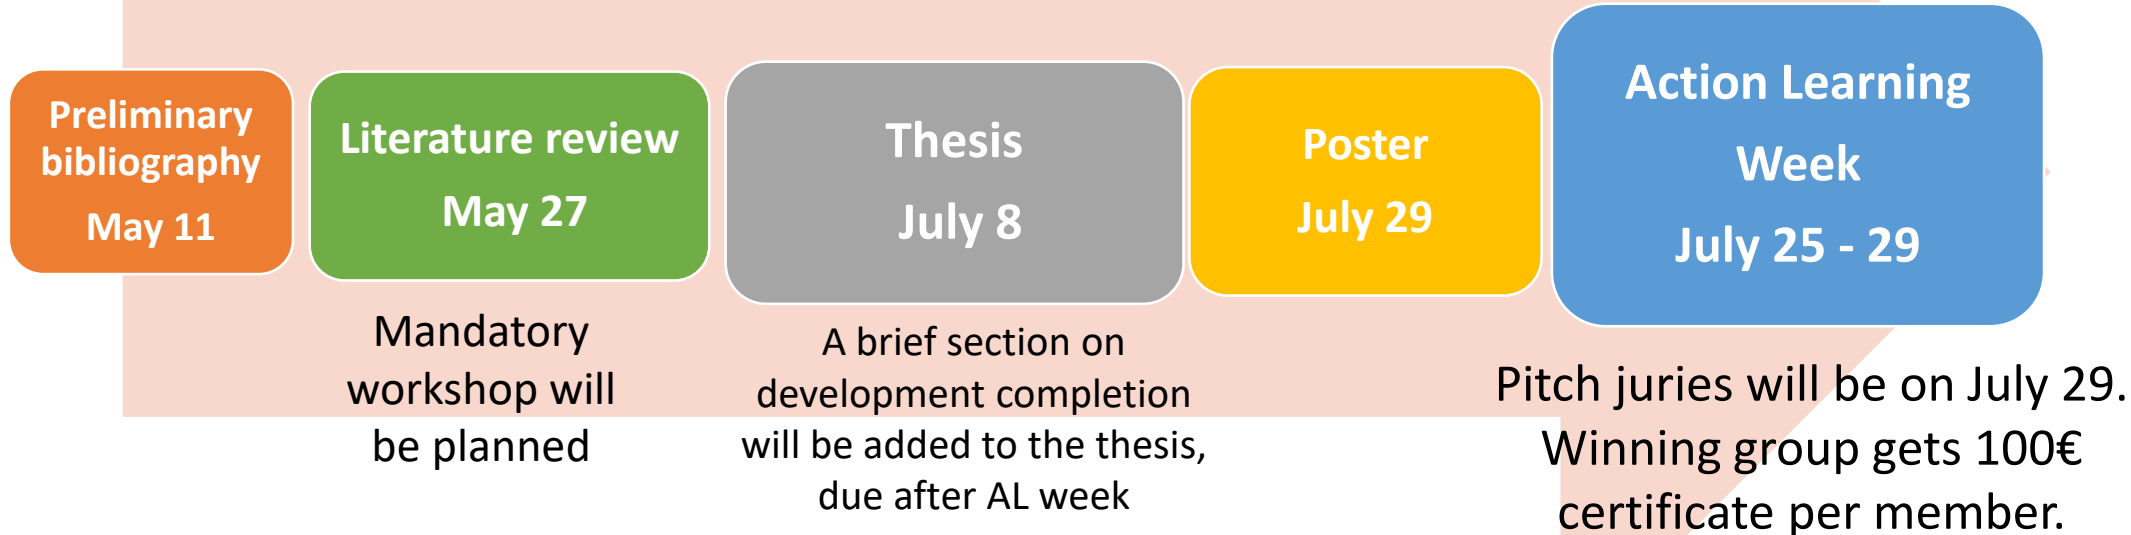 Preliminary
bibliography
May 11
Literature review
May 27
Mandatory
workshop will
be planned
Thesis
July 8
A brief section on
development completion
will be added to the thesis,
due after AL week
Poster
July 29
Action Learning
Week
July 25 - 29
Pitch juries will be on July 29.
Winning group gets 100€
certificate per member.